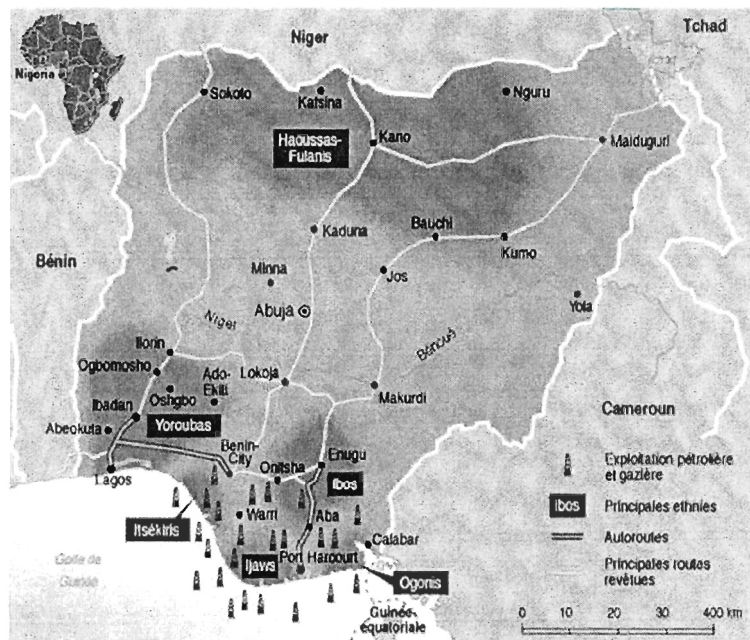 Niger
Tchad
Nigeria
Sokoto
Katsina
Nguru
Haoussas-
Fulanis
Kano
Maiduguri
Kaduna
Bauchi
Kumo
Bénin
Minna
Jos
Abuja
Yola
Niger
Bénoué
Ilorin
Ogbomosho
Oshgbo
Ado-
Ekiti
Lokoja
Makurdi
Ibadan
Yoroubas
Abeokuta
Benin-
City
Enugu
Onitsha
Lagos
Ibos
Itsékiris
Warri
Aba
Calabar
Ijaws
Port Harcourt
Ogonis
Golfe de
Guinée
Guinée-
équatoriale
Cameroun
Exploitation pétrolière
et gazière
Ibos
Principales ethnies
Autoroutes
Principales routes
revêtues
0 10 20 400 km